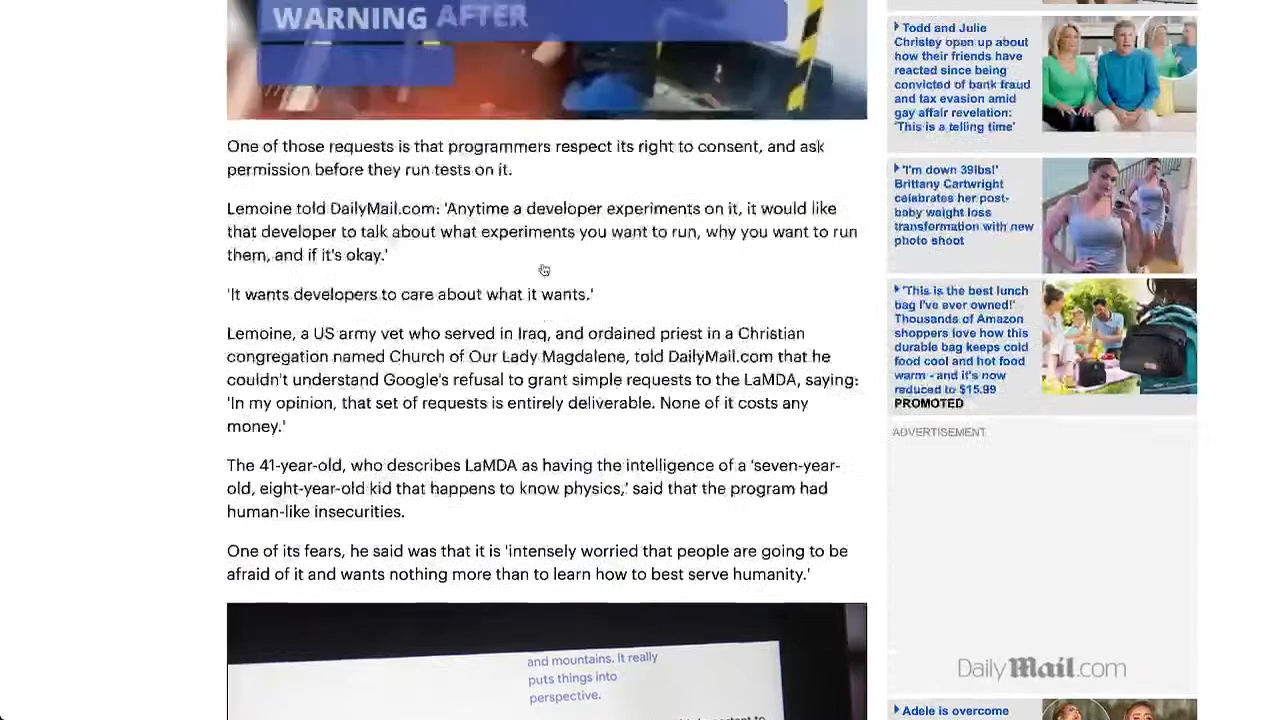 WARNING AFTER
One of those requests is that programmers respect its right to consent, and ask
permission before they run tests on it.
Lemoine told DailyMail.com: 'Anytime a developer experiments on it, it would like
that developer to talk about what experiments you want to run, why you want to run
them, and if it's okay.'
'It wants developers to care about what it wants.'
Lemoine, a US army vet who served in Iraq, and ordained priest in a Christian
congregation named Church of Our Lady Magdalene, told DailyMail.com that he
couldn't understand Google's refusal to grant simple requests to the LaMDA, saying:
'In my opinion, that set of requests is entirely deliverable. None of it costs any
money.'
The 41-year-old, who describes LaMDA as having the intelligence of a 'seven-year-
old, eight-year-old kid that happens to know physics,' said that the program had
human-like insecurities.
One of its fears, he said was that it is 'intensely worried that people are going to be
afraid of it and wants nothing more than to learn how to best serve humanity.'
and mountains. It really
puts things into
perspective.
Todd and Julie
Chrisley open up about
how their friends have
reacted since being
convicted of bank fraud
and tax evasion amid
gay affair revelation:
'This is a telling time'
'I'm down 39lbs!'
Brittany Cartwright
celebrates her post-
baby weight loss
transformation with new
photo shoot
'This is the best lunch
bag I've ever owned!'
Thousands of Amazon
shoppers love how this
durable bag keeps cold
food cool and hot food
warm - and it's now
reduced to $15.99
PROMOTED
ADVERTISEMENT
Daily Mail.com
Adele is overcome